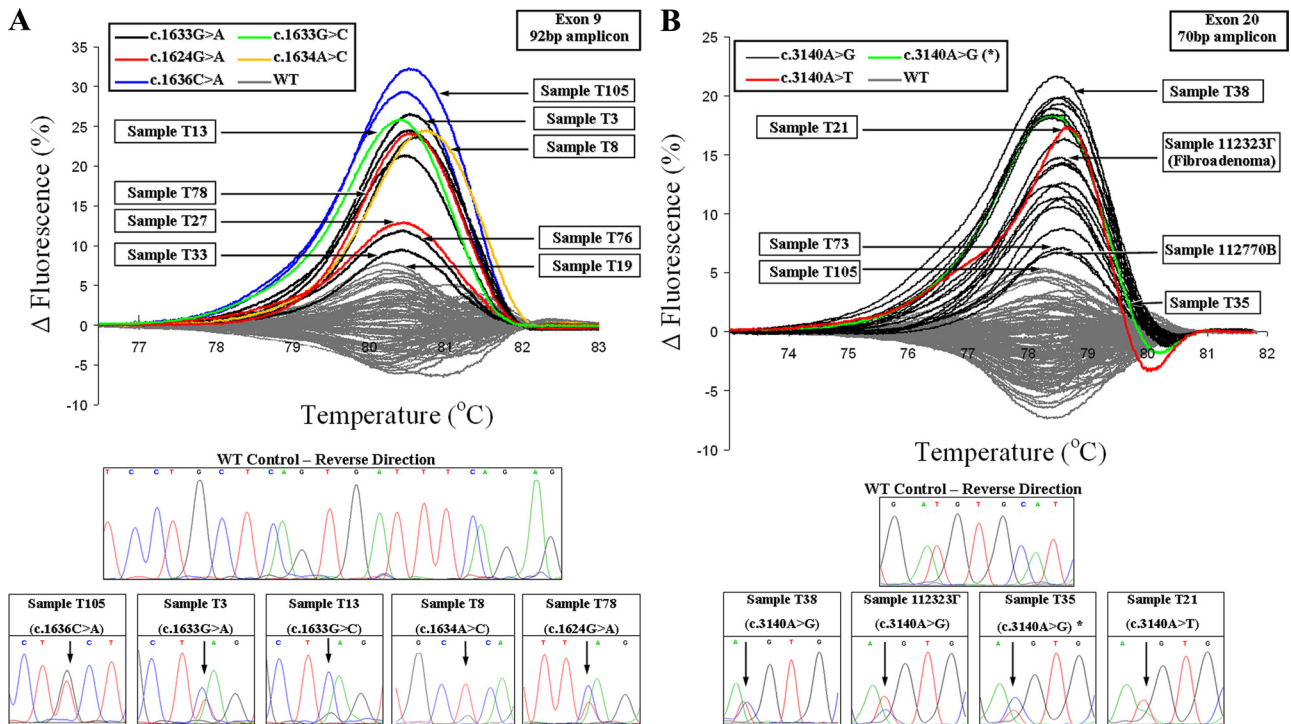 A
Exon 9
92bp amplicon
c.1633G>A
c.1633G>C
c.1624G>A
c.1634A>C
c.1636C>A
WT
35
30
25
20
15
10
5
0
-5
-10
77
78
79
80
81
82
83
Δ Fluorescence (%)
Temperature (°C)
Sample T105
Sample T3
Sample T8
Sample T13
Sample T78
Sample T27
Sample T33
Sample T76
Sample T19
WT Control – Reverse Direction
T C C T G C T C A G T G A T T T C A G A G
Sample T105
(c.1636C>A)
C T C T
Sample T3
(c.1633G>A)
C T A G
Sample T13
(c.1633G>C)
C T A G
Sample T8
(c.1634A>C)
G C C A
Sample T78
(c.1624G>A)
T T A G
B
Exon 20
70bp amplicon
c.3140A>G
c.3140A>G (*)
c.3140A>T
WT
25
20
15
10
5
0
-5
-10
74
75
76
77
78
79
80
81
82
Δ Fluorescence (%)
Temperature (°C)
Sample T38
Sample T21
Sample 112323Γ
(Fibroadenoma)
Sample T73
Sample T105
Sample 112770B
Sample T35
WT Control – Reverse Direction
G A T G T G C A T
Sample T38
(c.3140A>G)
A G T G
Sample 112323Γ
(c.3140A>G)
A G T G
Sample T35
(c.3140A>G) *
A G T G
Sample T21
(c.3140A>T)
A G T G